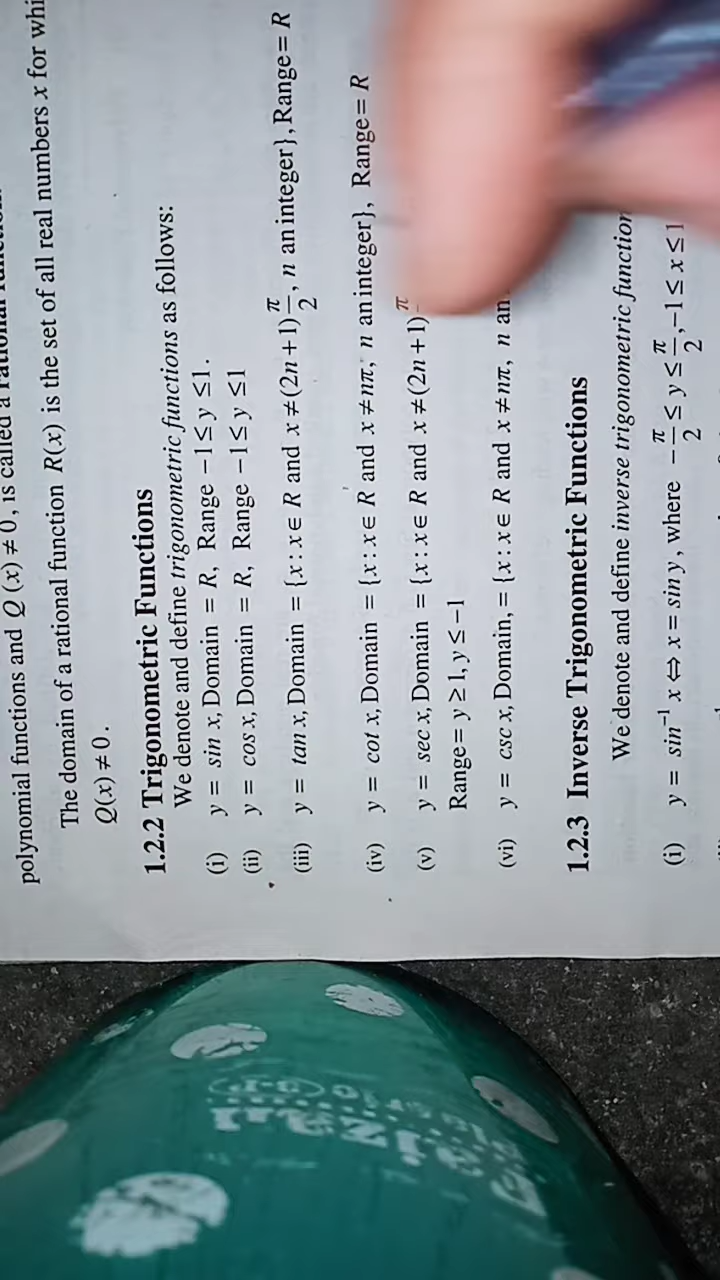 polynomial functions and Q (x) ≠ 0, is called a rational function.
The domain of a rational function R(x) is the set of all real numbers x for whi
Q(x) ≠ 0.
1.2.2 Trigonometric Functions
We denote and define trigonometric functions as follows:
(i) y = sin x, Domain = R, Range −1≤ y ≤1.
(ii) y = cos x, Domain = R, Range −1≤ y ≤1
(iii) y = tan x, Domain = {x : x∈ R and x ≠ (2n+1) π/2, n an integer}, Range = R
(iv) y = cot x, Domain = {x : x∈ R and x ≠ nπ, n an integer}, Range = R
(v) y = sec x, Domain = {x : x∈ R and x ≠ (2n+1) π
Range = y ≥ 1, y ≤ −1
(vi) y = csc x, Domain, = {x : x∈ R and x ≠ nπ, n an
1.2.3 Inverse Trigonometric Functions
We denote and define inverse trigonometric function
(i) y = sin⁻¹ x ⇔ x = sin y, where −π/2 ≤ y ≤ π/2, −1 ≤ x ≤ 1